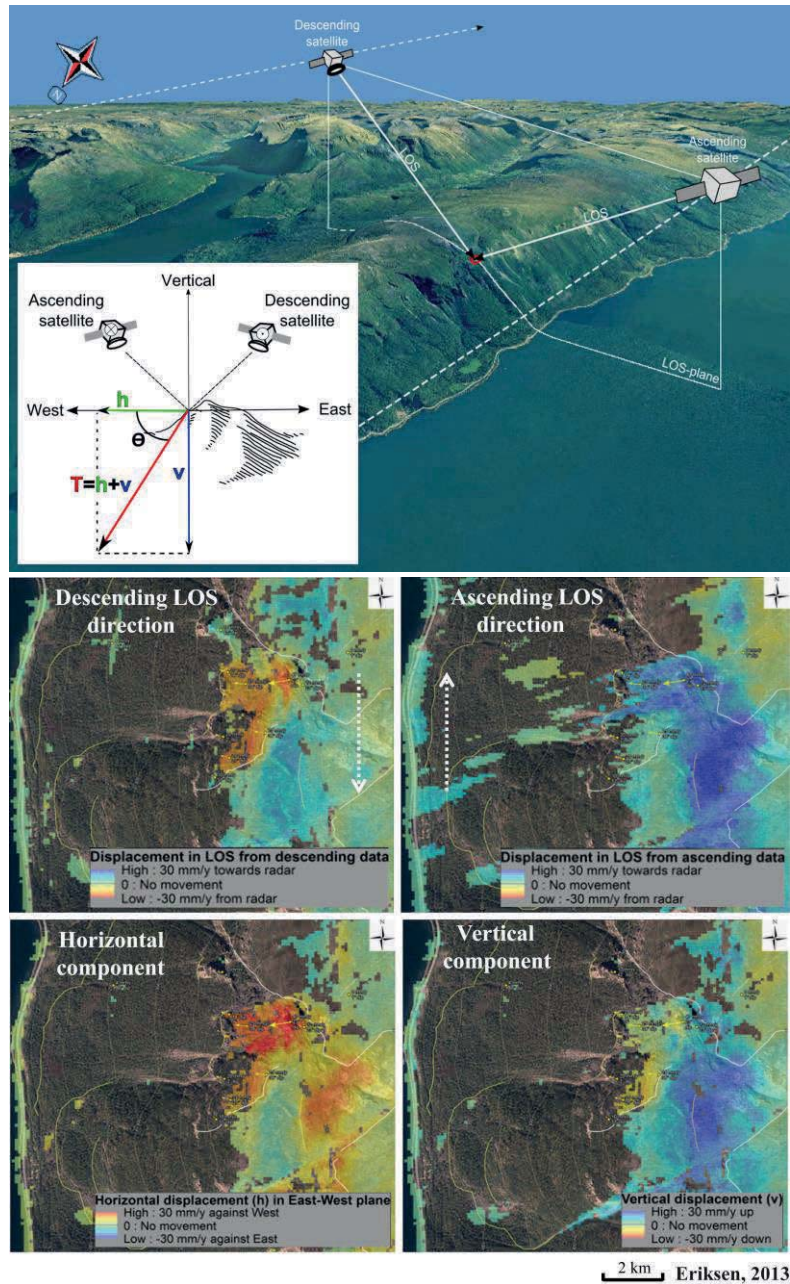 Descending
satellite
N
Ascending
satellite
LOS
LOS
LOS-plane
Vertical
Ascending
satellite
Descending
satellite
h
West
East
Θ
T=h+v
v
Descending LOS
direction
N
Displacement in LOS from descending data
High : 30 mm/y towards radar
0 : No movement
Low : -30 mm/y from radar
Ascending LOS
direction
N
Displacement in LOS from ascending data
High : 30 mm/y towards radar
0 : No movement
Low : -30 mm/y from radar
Horizontal
component
N
Horizontal displacement (h) in East-West plane
High : 30 mm/y against West
0 : No movement
Low : -30 mm/y against East
Vertical
component
N
Vertical displacement (v)
High : 30 mm/y up
0 : No movement
Low : -30 mm/y down
2 km Eriksen, 2013